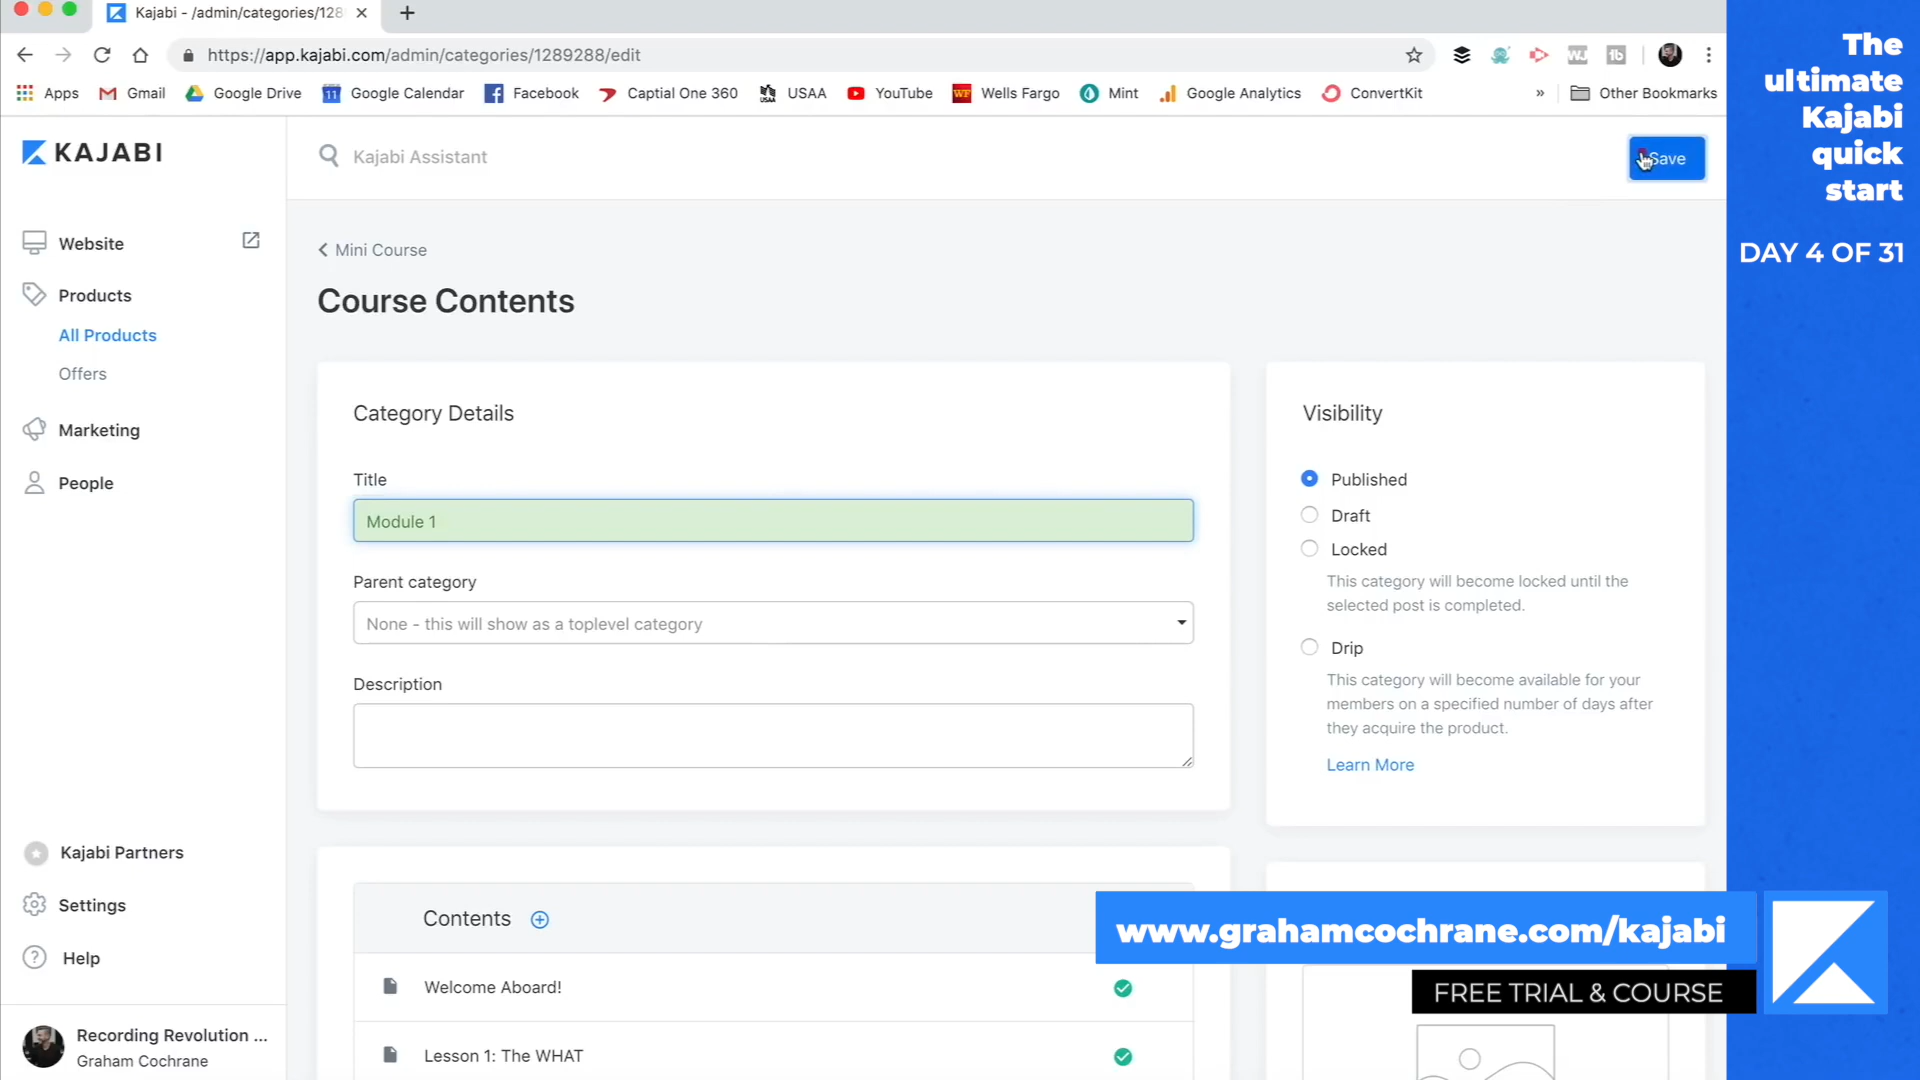 Kajabi - /admin/categories/128
https://app.kajabi.com/admin/categories/1289288/edit
Apps
Gmail
Google Drive
11
Google Calendar
Facebook
Captial One 360
USAA
USAA
YouTube
WF
Wells Fargo
Mint
Google Analytics
ConvertKit
»
Other Bookmarks
KAJABI
Kajabi Assistant
Save
Website
Products
All Products
Offers
Marketing
People
Kajabi Partners
Settings
Help
Recording Revolution ...
Graham Cochrane
Mini Course
Course Contents
Category Details
Title
Module 1
Parent category
None - this will show as a toplevel category
Description
Visibility
Published
Draft
Locked
This category will become locked until the
selected post is completed.
Drip
This category will become available for your
members on a specified number of days after
they acquire the product.
Learn More
Contents
Welcome Aboard!
Lesson 1: The WHAT
The
ultimate
Kajabi
quick
start
DAY 4 OF 31
www.grahamcochrane.com/kajabi
FREE TRIAL & COURSE